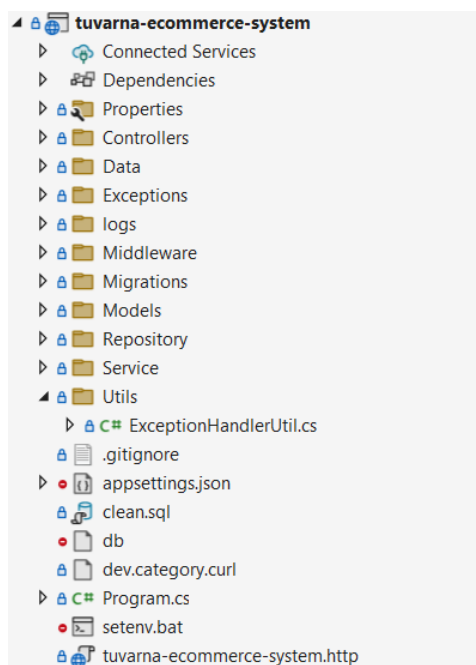 tuvarna-ecommerce-system
Connected Services
Dependencies
Properties
Controllers
Data
Exceptions
logs
Middleware
Migrations
Models
Repository
Service
Utils
C# ExceptionHandlerUtil.cs
.gitignore
appsettings.json
clean.sql
db
dev.category.curl
C# Program.cs
setenv.bat
tuvarna-ecommerce-system.http